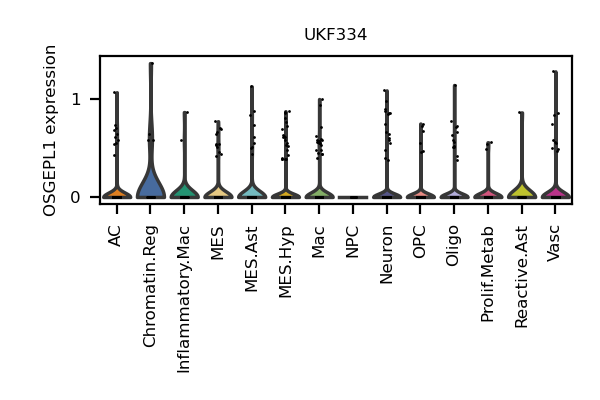 UKF334
OSGEPL1 expression
1
0
AC
Chromatin.Reg
Inflammatory.Mac
MES
MES.Ast
MES.Hyp
Mac
NPC
Neuron
OPC
Oligo
Prolif.Metab
Reactive.Ast
Vasc